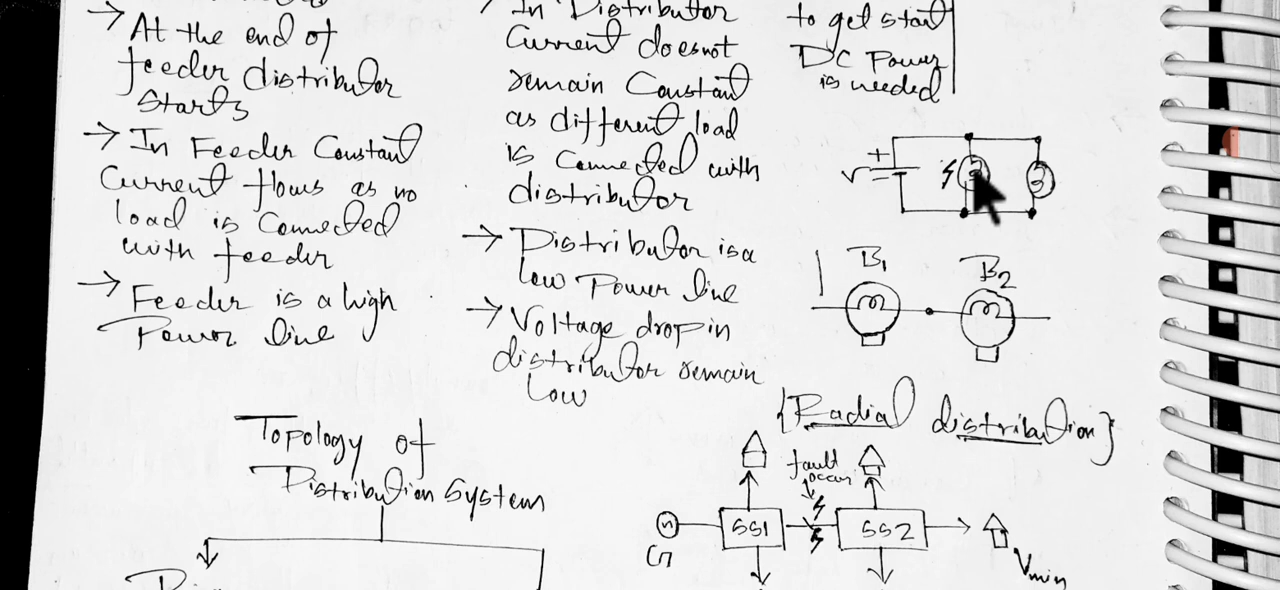 → At the end of
feeder distributor
starts
→ In Feeder Constant
Current flows as no
load is Connected
with feeder
→ Feeder is a high
Power line
In Distributor
Current doesnot
remain Constant
as different load
is Connected with
distributor
→ Distributor is a
low Power line
→ Voltage drop in
distributor remain
low
to get start
DC Power
is needed
+
B1
B2
{Radial distribution}
Topology of
Distribution System
fault
occur
SS1
SS2
G
Vmin